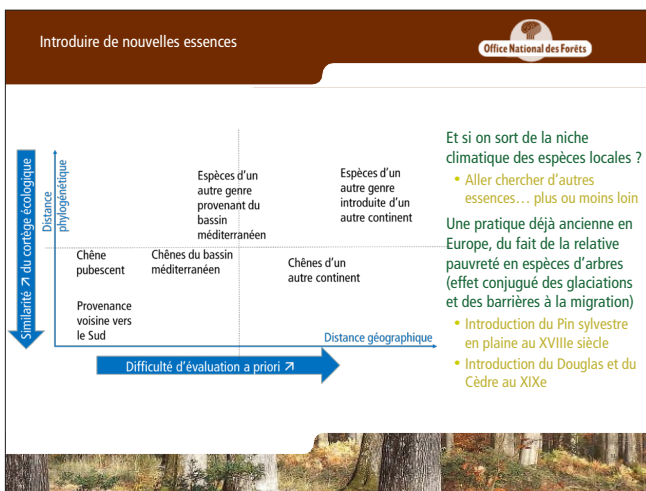 Introduire de nouvelles essences
Office National des Forêts
Similarité ↗ du cortège écologique
Distance
phylogénétique
Espèces d'un
autre genre
provenant du
bassin
méditerranéen
Espèces d'un
autre genre
introduite d'un
autre continent
Chêne
pubescent
Chênes du bassin
méditerranéen
Chênes d'un
autre continent
Provenance
voisine vers
le Sud
Distance géographique
Difficulté d'évaluation a priori ↗
Et si on sort de la niche
climatique des espèces locales ?
• Aller chercher d'autres
essences… plus ou moins loin
Une pratique déjà ancienne en
Europe, du fait de la relative
pauvreté en espèces d'arbres
(effet conjugué des glaciations
et des barrières à la migration)
• Introduction du Pin sylvestre
en plaine au XVIIIe siècle
• Introduction du Douglas et du
Cèdre au XIXe